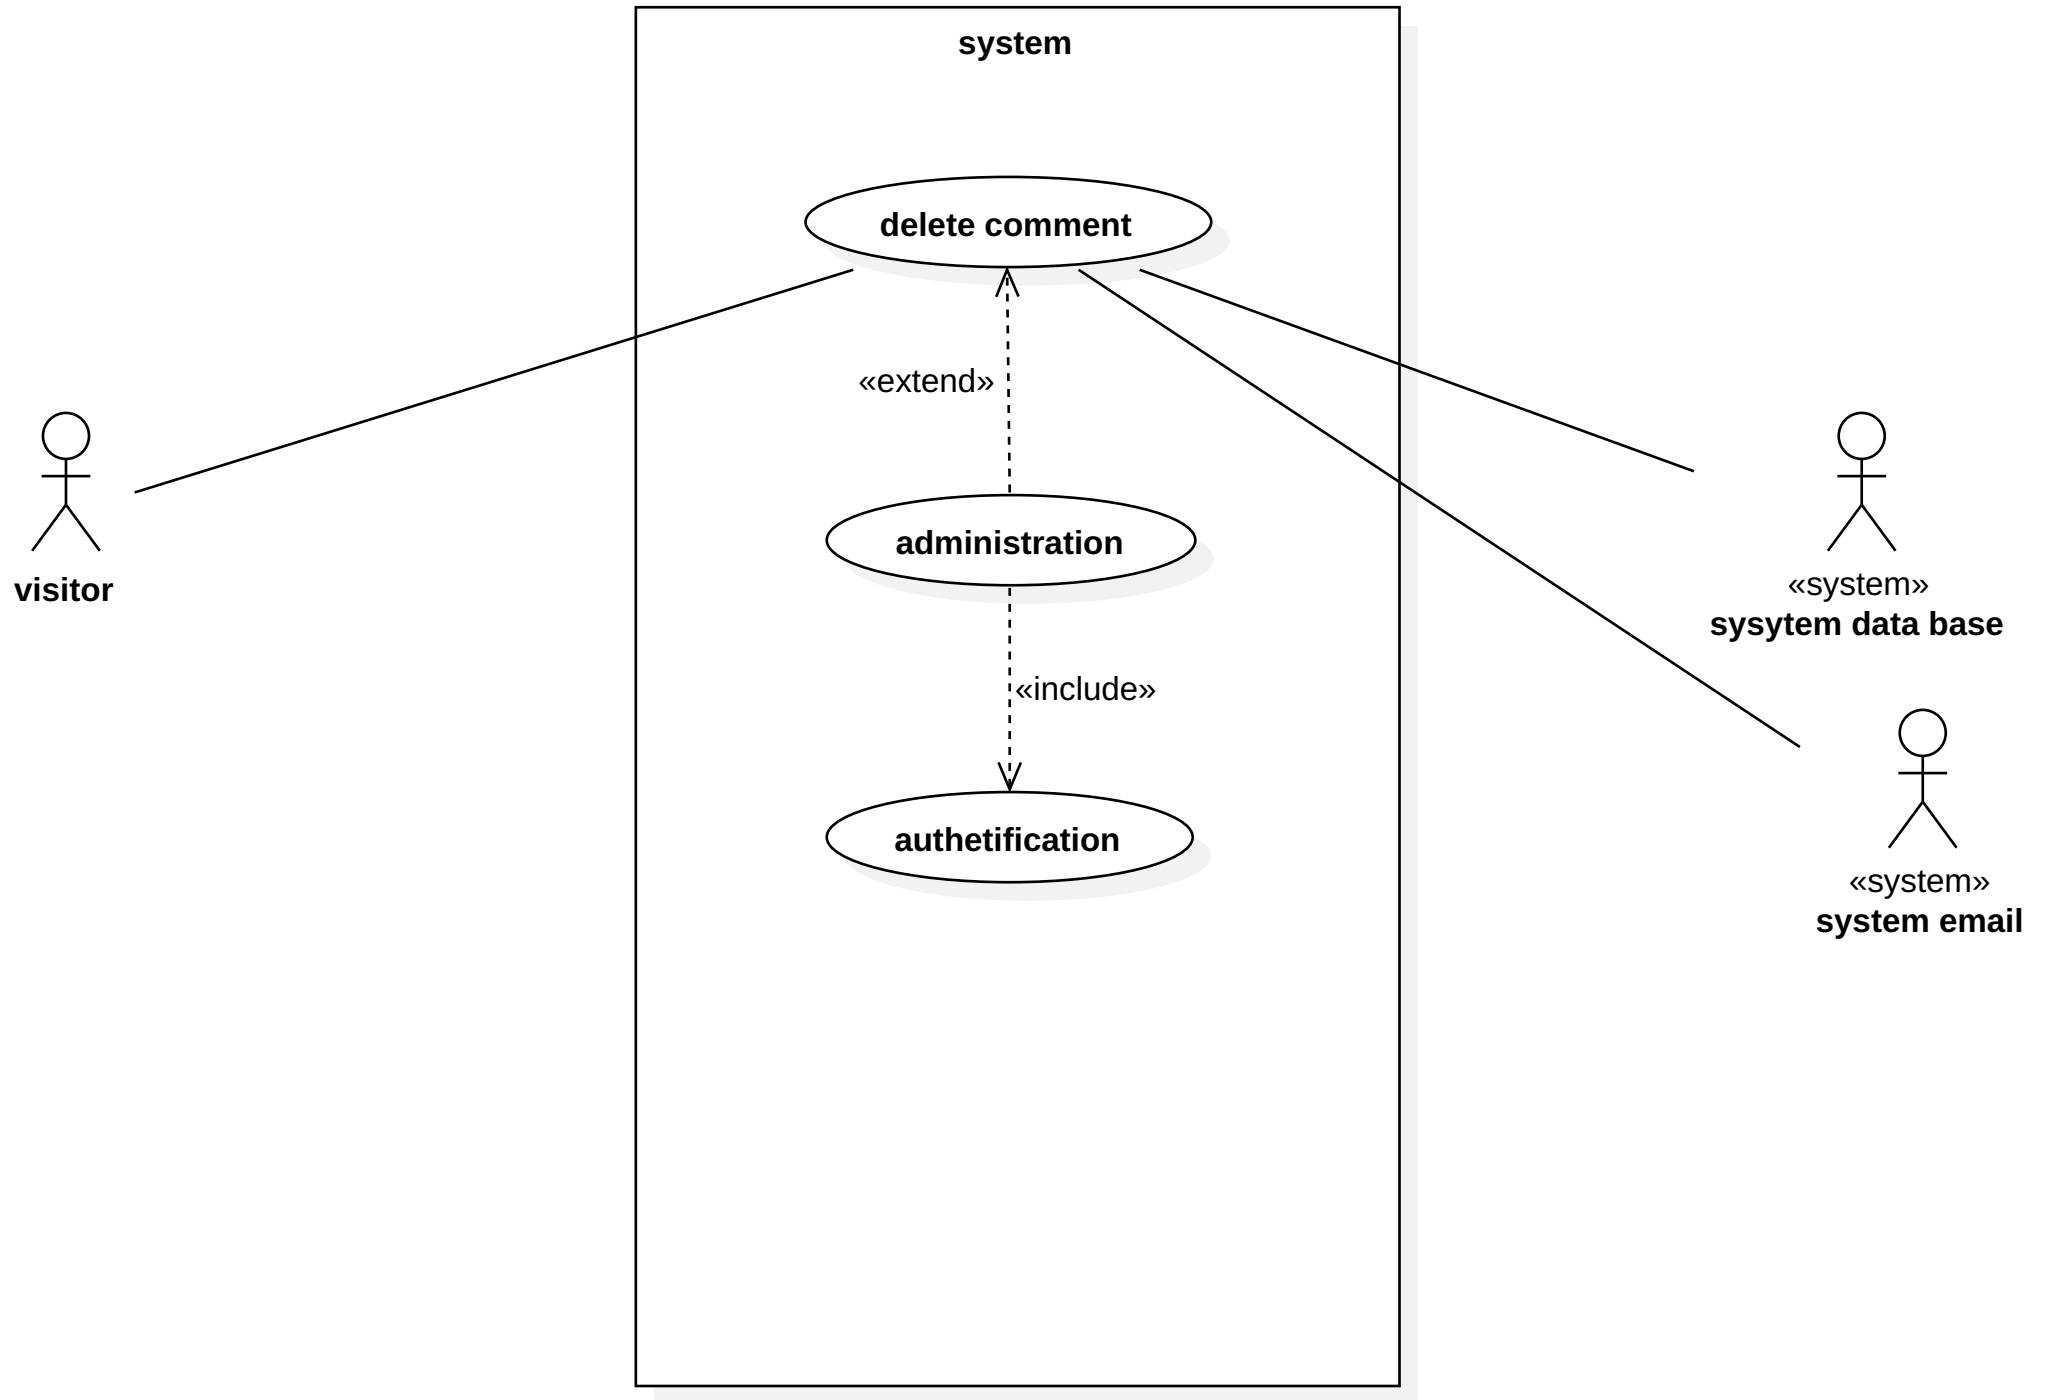 system
delete comment
«extend»
administration
visitor
«system»
sysytem data base
«include»
authetification
«system»
system email